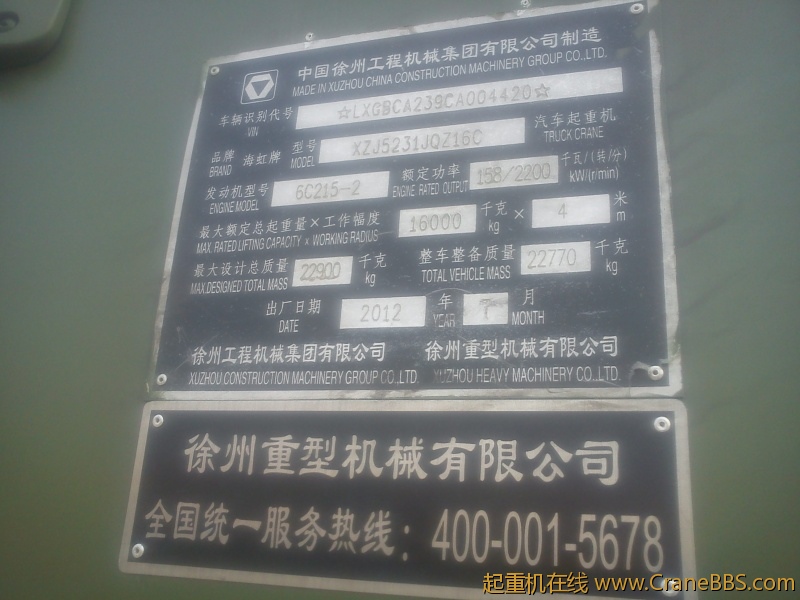 中国徐州工程机械集团有限公司制造
MADE IN XUZHOU CHINA CONSTRUCTION MACHINERY GROUP CO.,LTD.
车辆识别代号 ☆LXGBCA239CA004420☆
VIN
品牌 海虹牌 型号 XZJ5231JQZ16C 汽车起重机
BRAND MODEL TRUCK CRANE
发动机型号 6C215-2 额定功率 158/2200 千瓦/(转/分)
ENGINE MODEL ENGINE RATED OUTPUT kW/(r/min)
最大额定总起重量×工作幅度 16000 千克 × 4 米
MAX. RATED LIFTING CAPACITY × WORKING RADIUS kg m
最大设计总质量 22900 千克 整车整备质量 22770 千克
MAX.DESIGNED TOTAL MASS kg TOTAL VEHICLE MASS kg
出厂日期 2012 年 7 月
DATE YEAR MONTH
徐州工程机械集团有限公司 徐州重型机械有限公司
XUZHOU CONSTRUCTION MACHINERY GROUP CO.,LTD. XUZHOU HEAVY MACHINERY CO.,LTD.
徐州重型机械有限公司
全国统一服务热线：400-001-5678
起重机在线 www.CraneBBS.com